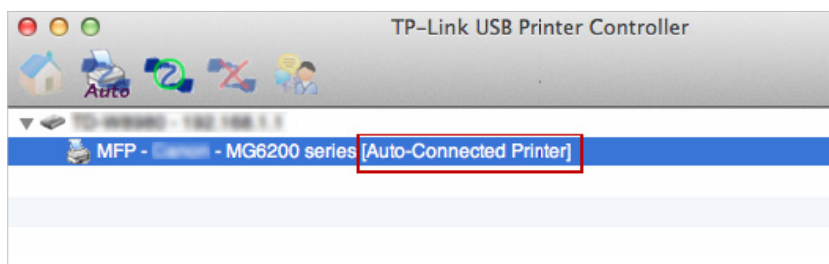 TP-Link USB Printer Controller
Auto
MFP - - MG6200 series [Auto-Connected Printer]